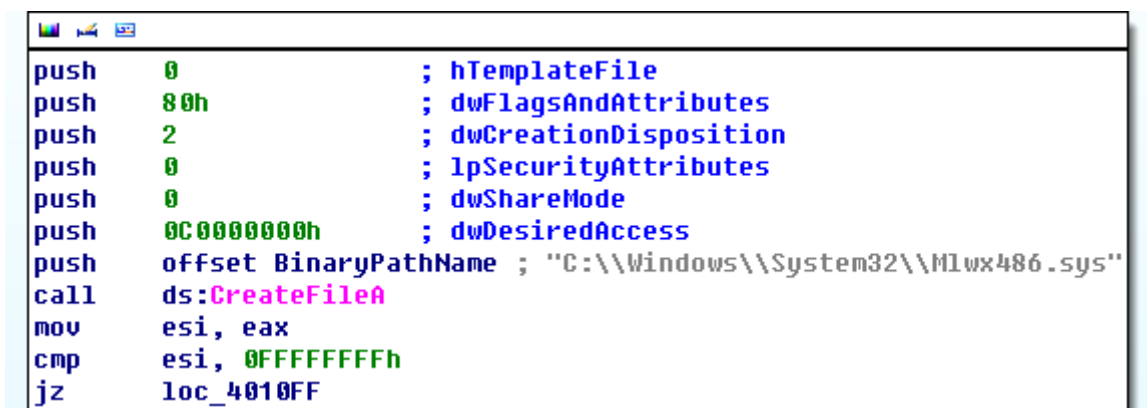 push 0 ; hTemplateFile
push 80h ; dwFlagsAndAttributes
push 2 ; dwCreationDisposition
push 0 ; lpSecurityAttributes
push 0 ; dwShareMode
push 0C0000000h ; dwDesiredAccess
push offset BinaryPathName ; "C:\\Windows\\System32\\Mlwx486.sys"
call ds:CreateFileA
mov esi, eax
cmp esi, 0FFFFFFFFh
jz loc_4010FF